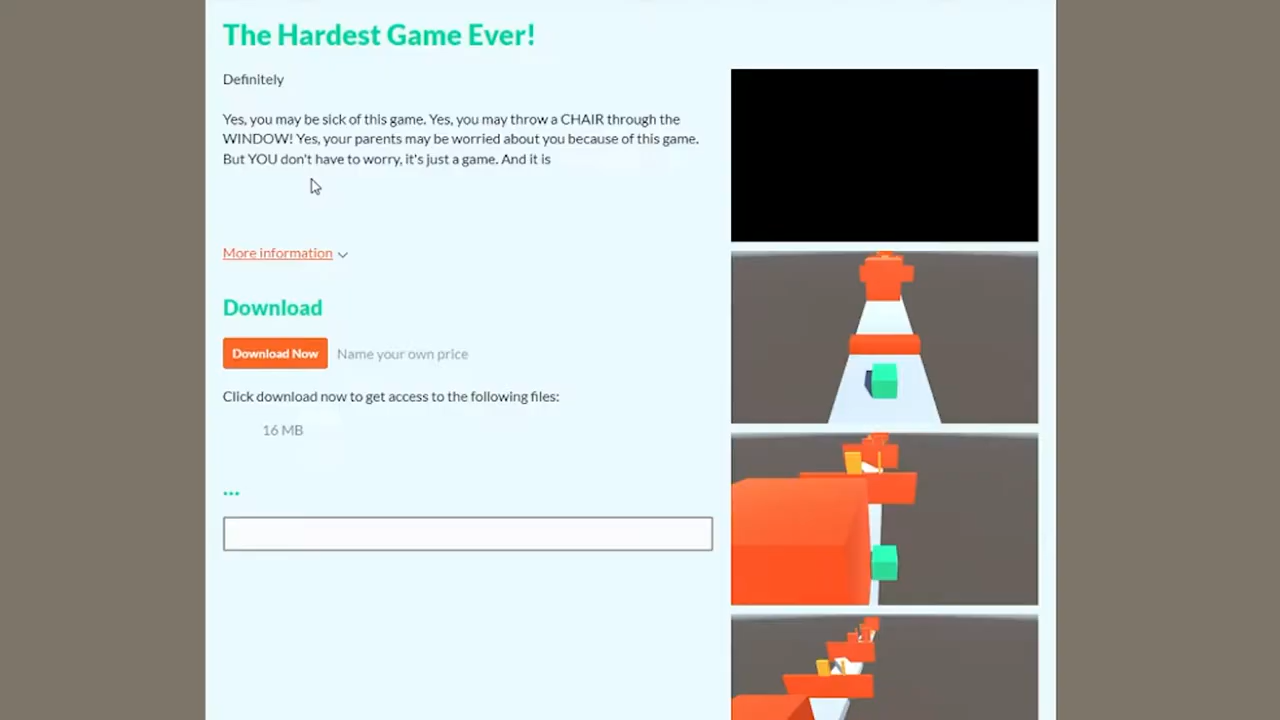 The Hardest Game Ever!
Definitely
Yes, you may be sick of this game. Yes, you may throw a CHAIR through the
WINDOW! Yes, your parents may be worried about you because of this game.
But YOU don't have to worry, it's just a game. And it is
More information
Download
Download Now
Name your own price
Click download now to get access to the following files:
16 MB
...